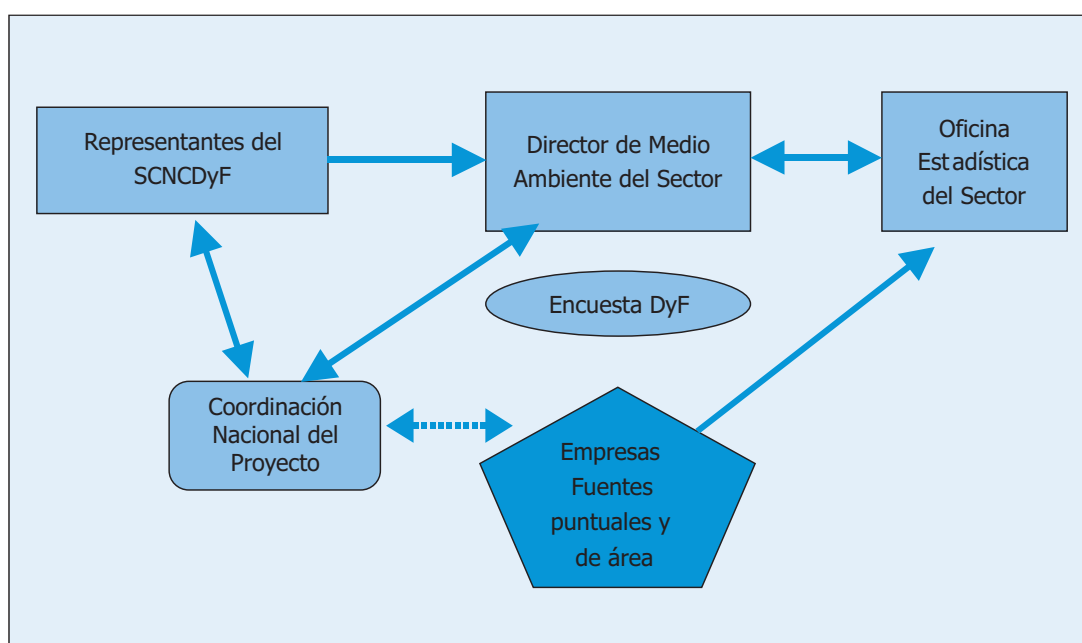 Representantes del
SCNCDyF
Director de Medio
Ambiente del Sector
Oficina
Estadística
del Sector
Encuesta DyF
Coordinación
Nacional del
Proyecto
Empresas
Fuentes
puntuales y
de área